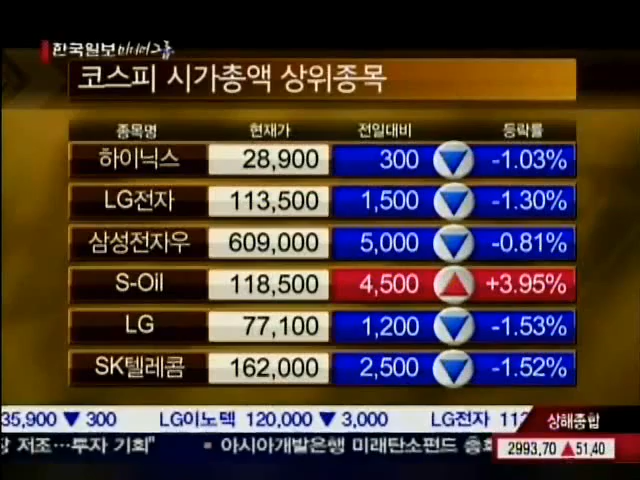 한국일보 미디어그룹
코스피 시가총액 상위종목
종목명 현재가 전일대비 등락률
하이닉스 28,900 300 ▼ -1.03%
LG전자 113,500 1,500 ▼ -1.30%
삼성전자우 609,000 5,000 ▼ -0.81%
S-Oil 118,500 4,500 ▲ +3.95%
LG 77,100 1,200 ▼ -1.53%
SK텔레콤 162,000 2,500 ▼ -1.52%
35,900 ▼ 300 LG이노텍 120,000 ▼ 3,000 LG전자 상해종합
저조…투자 기회" ▪ 아시아개발은행 미래탄소펀드 2993,70 ▲51,40